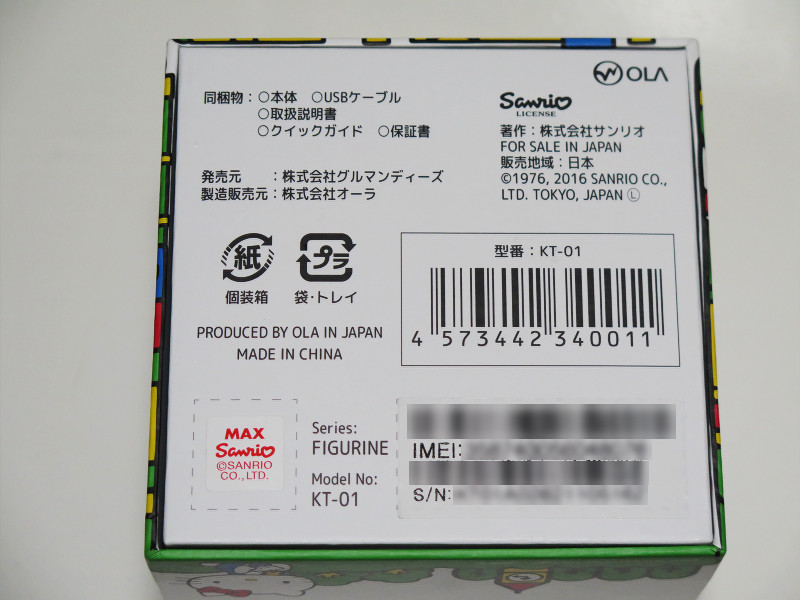 OLA
同梱物：○本体　○USBケーブル
○取扱説明書
○クイックガイド　○保証書
発売元　：株式会社グルマンディーズ
製造販売元：株式会社オーラ
Sanrio
LICENSE
著作：株式会社サンリオ
FOR SALE IN JAPAN
販売地域：日本
©1976, 2016 SANRIO CO.,
LTD. TOKYO, JAPAN Ⓛ
紙
個装箱
プラ
袋・トレイ
PRODUCED BY OLA IN JAPAN
MADE IN CHINA
型番：KT-01
4 573442 340011
MAX
Sanrio
©SANRIO
CO., LTD.
Series:
FIGURINE
Model No:
KT-01
IMEI:
S/N: